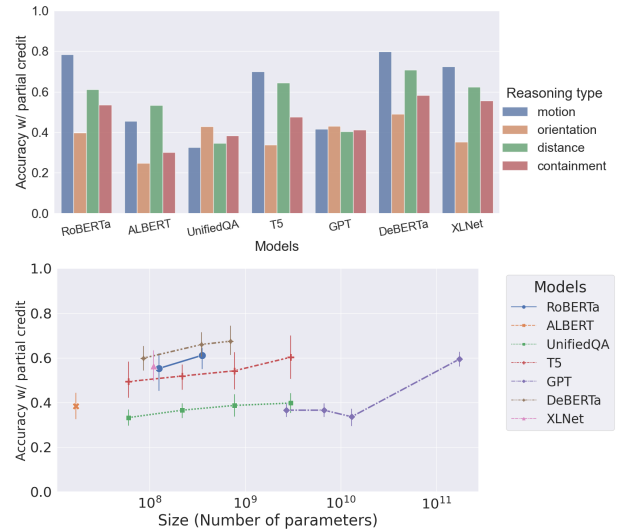 1.0
0.8
0.6
0.4
0.2
0.0
Accuracy w/ partial credit
RoBERTa
ALBERT
UnifiedQA
T5
GPT
DeBERTa
XLNet
Models
Reasoning type
motion
orientation
distance
containment
1.0
0.8
0.6
0.4
0.2
0.0
Accuracy w/ partial credit
10^8
10^9
10^10
10^11
Size (Number of parameters)
Models
RoBERTa
ALBERT
UnifiedQA
T5
GPT
DeBERTa
XLNet